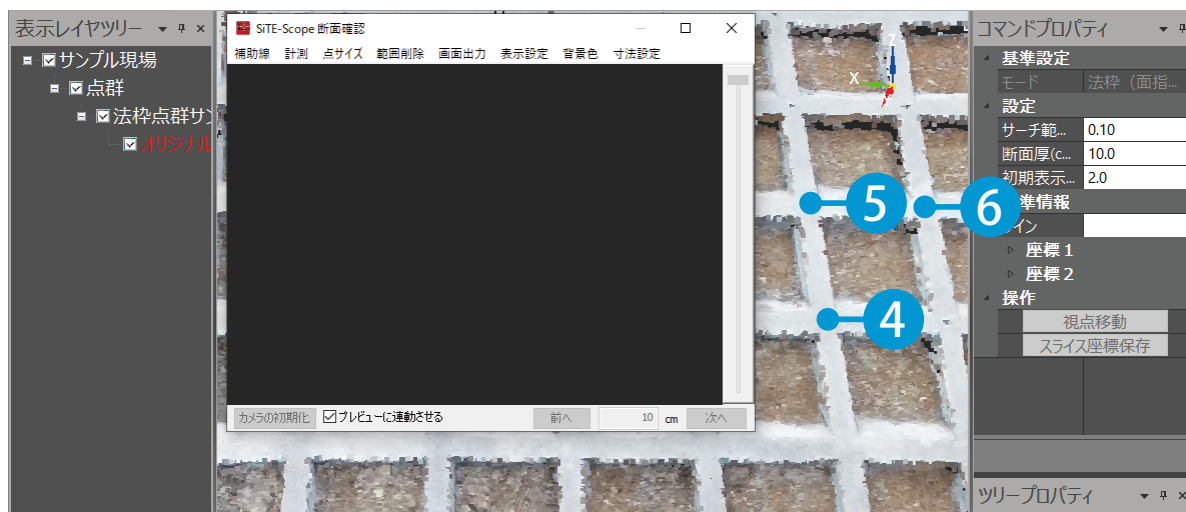 表示レイヤツリー
サンプル現場
点群
法枠点群サン
オリジナル
SiTE-Scope 断面確認
補助線 計測 点サイズ 範囲削除 画面出力 表示設定 背景色 寸法設定
カメラの初期化 プレビューに連動させる 前へ 10 cm 次へ
Z
X
5
6
4
コマンドプロパティ
基準設定
モード 法枠（面指...
設定
サーチ範... 0.10
断面厚(c... 10.0
初期表示... 2.0
準情報
イン
座標 1
座標 2
操作
視点移動
スライス座標保存
ツリープロパティ